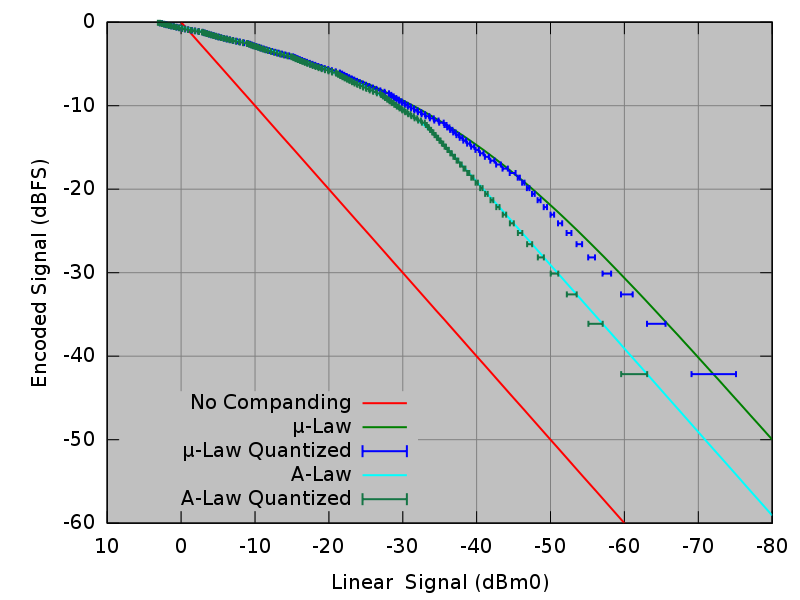 0
-10
-20
-30
-40
-50
-60
Encoded Signal (dBFS)
No Companding
µ-Law
µ-Law Quantized
A-Law
A-Law Quantized
10 0 -10 -20 -30 -40 -50 -60 -70 -80
Linear Signal (dBm0)